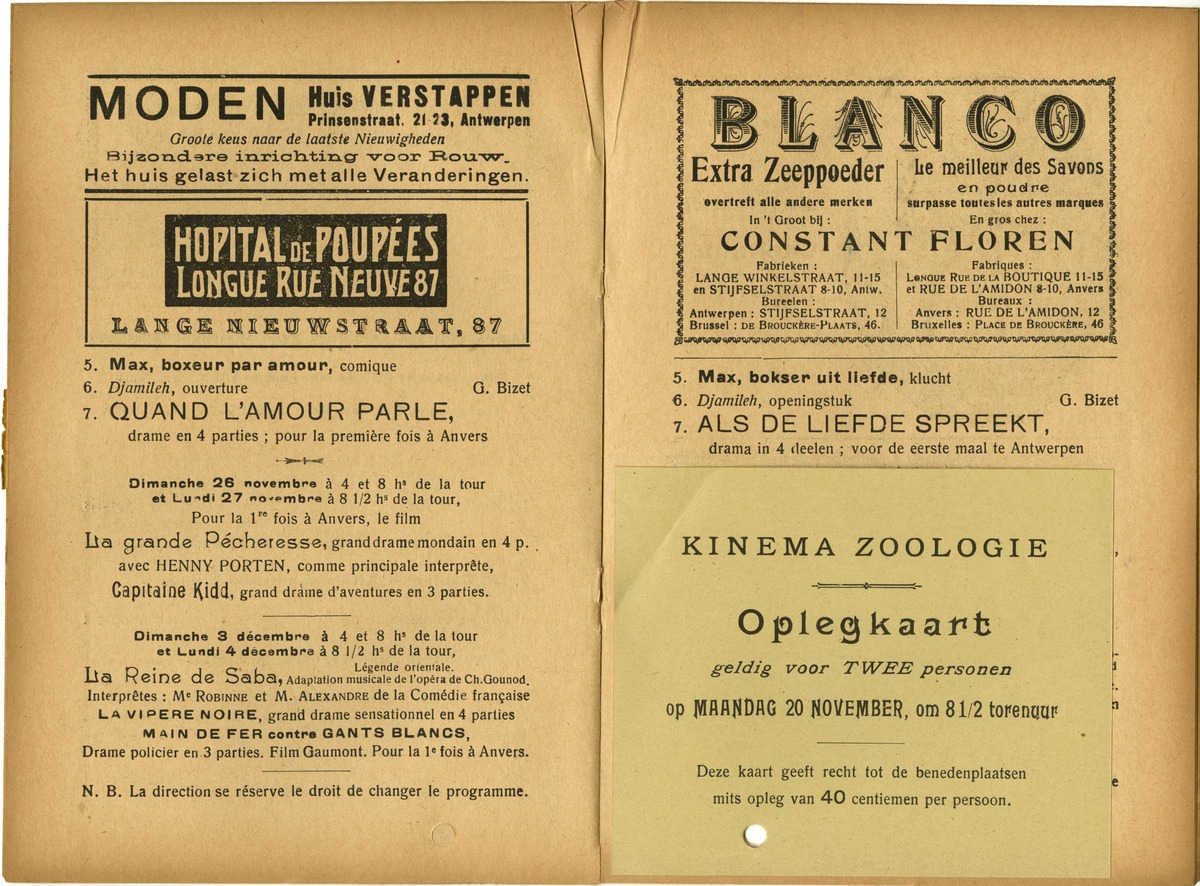 MODEN Huis VERSTAPPEN
Prinsenstraat. 21-23, Antwerpen
Groote keus naar de laatste Nieuwigheden
Bijzondere inrichting voor Rouw.
Het huis gelast zich met alle Veranderingen.
HOPITAL DE POUPÉES
LONGUE RUE NEUVE 87
LANGE NIEUWSTRAAT, 87
5. Max, boxeur par amour, comique
6. Djamileh, ouverture G. Bizet
7. QUAND L'AMOUR PARLE,
drame en 4 parties ; pour la première fois à Anvers
Dimanche 26 novembre à 4 et 8 hs de la tour
et Lundi 27 novembre à 8 1/2 hs de la tour,
Pour la 1re fois à Anvers, le film
La grande Pécheresse, grand drame mondain en 4 p.
avec HENNY PORTEN, comme principale interprête,
Capitaine Kidd, grand drame d'aventures en 3 parties.
Dimanche 3 décembre à 4 et 8 hs de la tour
et Lundi 4 décembre à 8 1/2 hs de la tour,
Légende orientale.
La Reine de Saba, Adaptation musicale de l'opéra de Ch. Gounod.
Interprêtes : Me ROBINNE et M. ALEXANDRE de la Comédie française
LA VIPERE NOIRE, grand drame sensationnel en 4 parties
MAIN DE FER contre GANTS BLANCS,
Drame policier en 3 parties. Film Gaumont. Pour la 1e fois à Anvers.
N. B. La direction se réserve le droit de changer le programme.
BLANCO
Extra Zeeppoeder
overtreft alle andere merken
In 't Groot bij :
Le meilleur des Savons
en poudre
surpasse toutes les autres marques
En gros chez :
CONSTANT FLOREN
Fabrieken :
LANGE WINKELSTRAAT, 11-15
en STIJFSELSTRAAT 8-10, Antw.
Bureelen :
Antwerpen : STIJFSELSTRAAT, 12
Brussel : DE BROUCKÈRE-PLAATS, 46.
Fabriques :
LONGUE RUE DE LA BOUTIQUE 11-15
et RUE DE L'AMIDON 8-10, Anvers
Bureaux :
Anvers : RUE DE L'AMIDON, 12
Bruxelles : PLACE DE BROUCKÈRE, 46
5. Max, bokser uit liefde, klucht
6. Djamileh, openingstuk G. Bizet
7. ALS DE LIEFDE SPREEKT,
drama in 4 deelen ; voor de eerste maal te Antwerpen
KINEMA ZOOLOGIE
Oplegkaart
geldig voor TWEE personen
op MAANDAG 20 NOVEMBER, om 8 1/2 torenuur
Deze kaart geeft recht tot de benedenplaatsen
mits opleg van 40 centiemen per persoon.